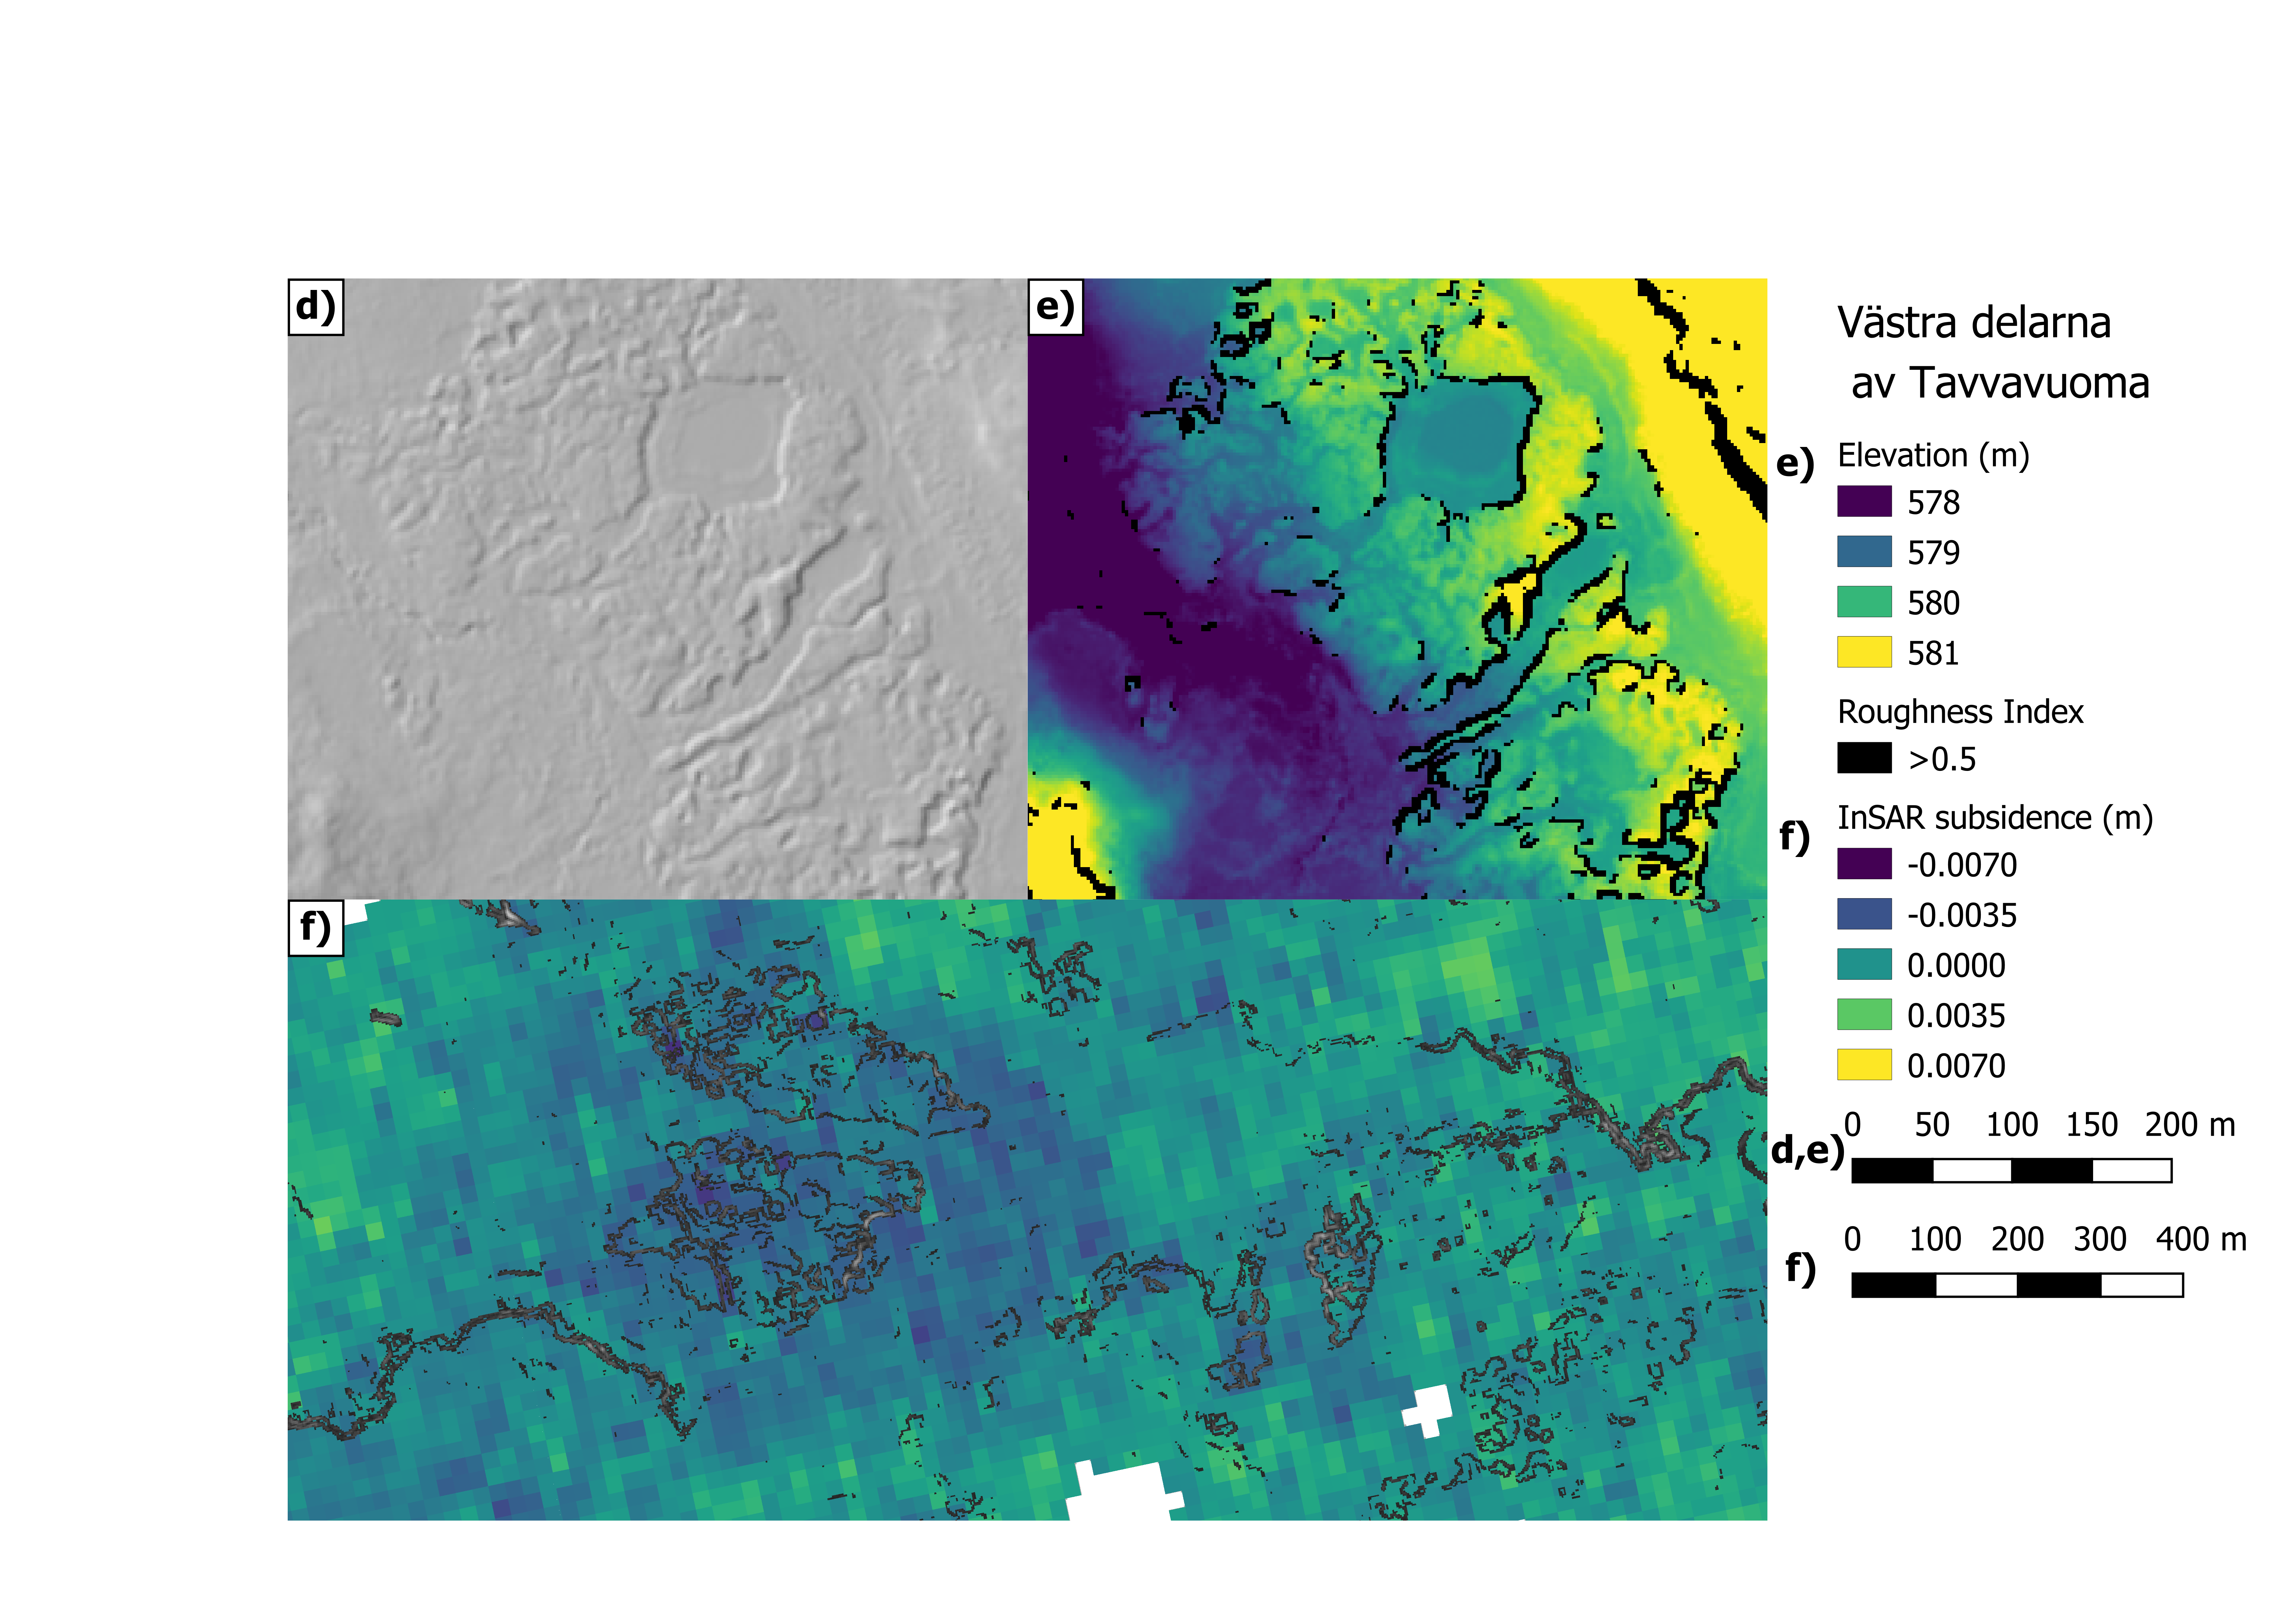 d)
e)
Västra delarna
av Tavvavuoma
e) Elevation (m)
578
579
580
581
Roughness Index
>0.5
f) InSAR subsidence (m)
-0.0070
-0.0035
0.0000
0.0035
0.0070
f)
0 50 100 150 200 m
d,e)
0 100 200 300 400 m
f)